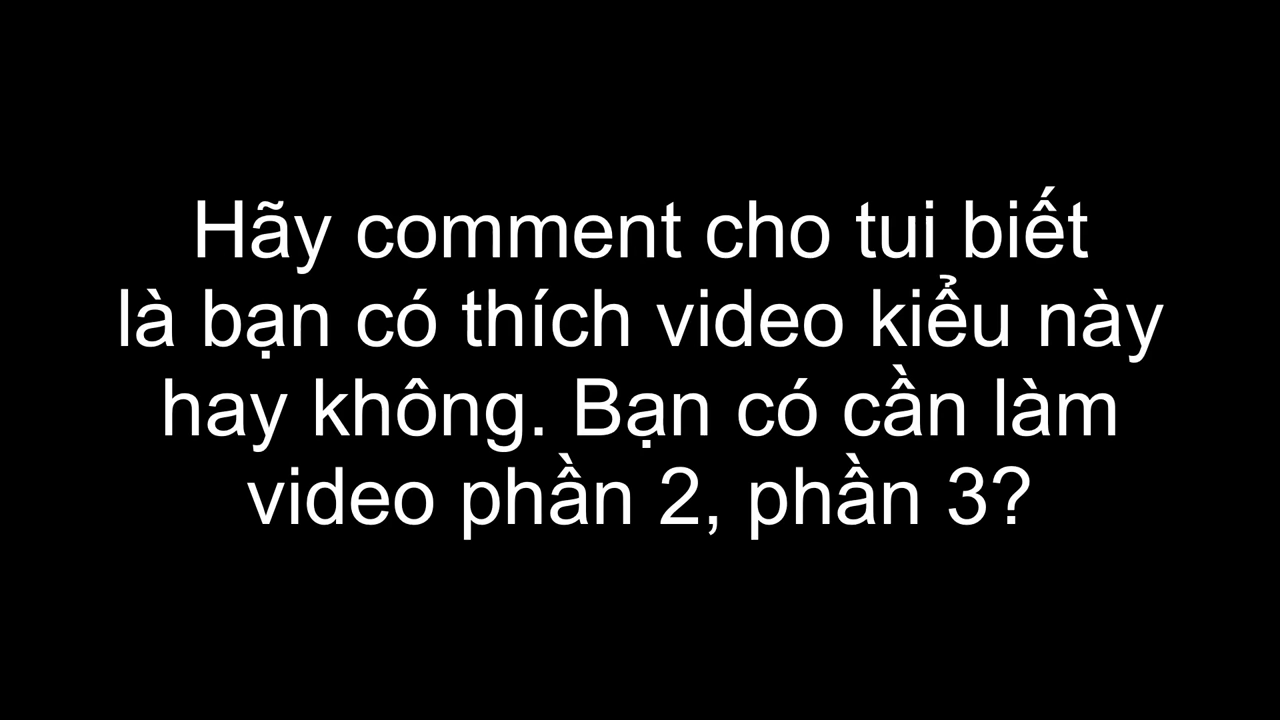 Hãy comment cho tui biết
là bạn có thích video kiểu này
hay không. Bạn có cần làm
video phần 2, phần 3?